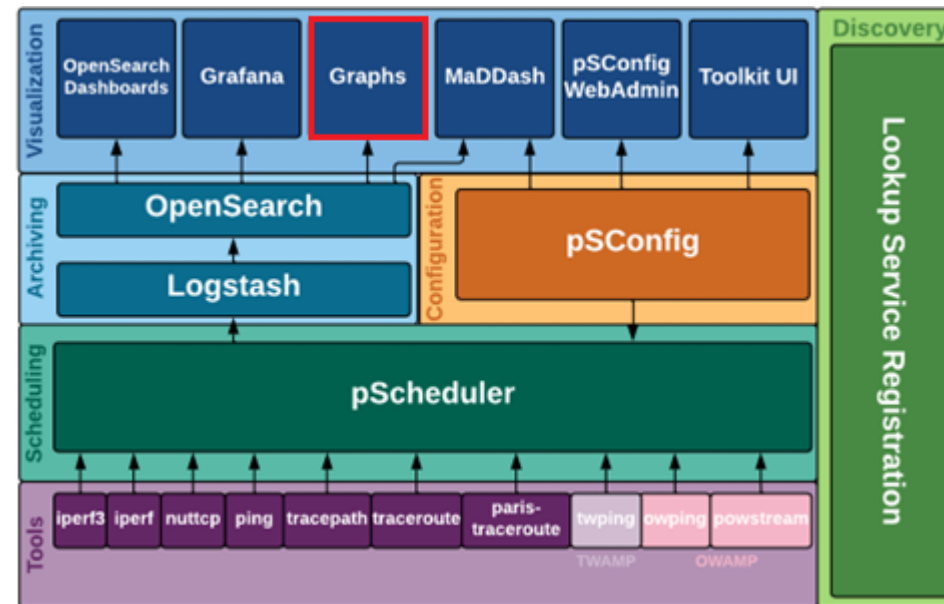 Visualization
OpenSearch
Dashboards
Grafana
Graphs
MaDDash
pSConfig
WebAdmin
Toolkit UI
Discovery
Lookup Service Registration
Archiving
OpenSearch
Logstash
Configuration
pSConfig
Scheduling
pScheduler
Tools
iperf3
iperf
nuttcp
ping
tracepath
traceroute
paris-
traceroute
twping
owping
powstream
TWAMP
OWAMP